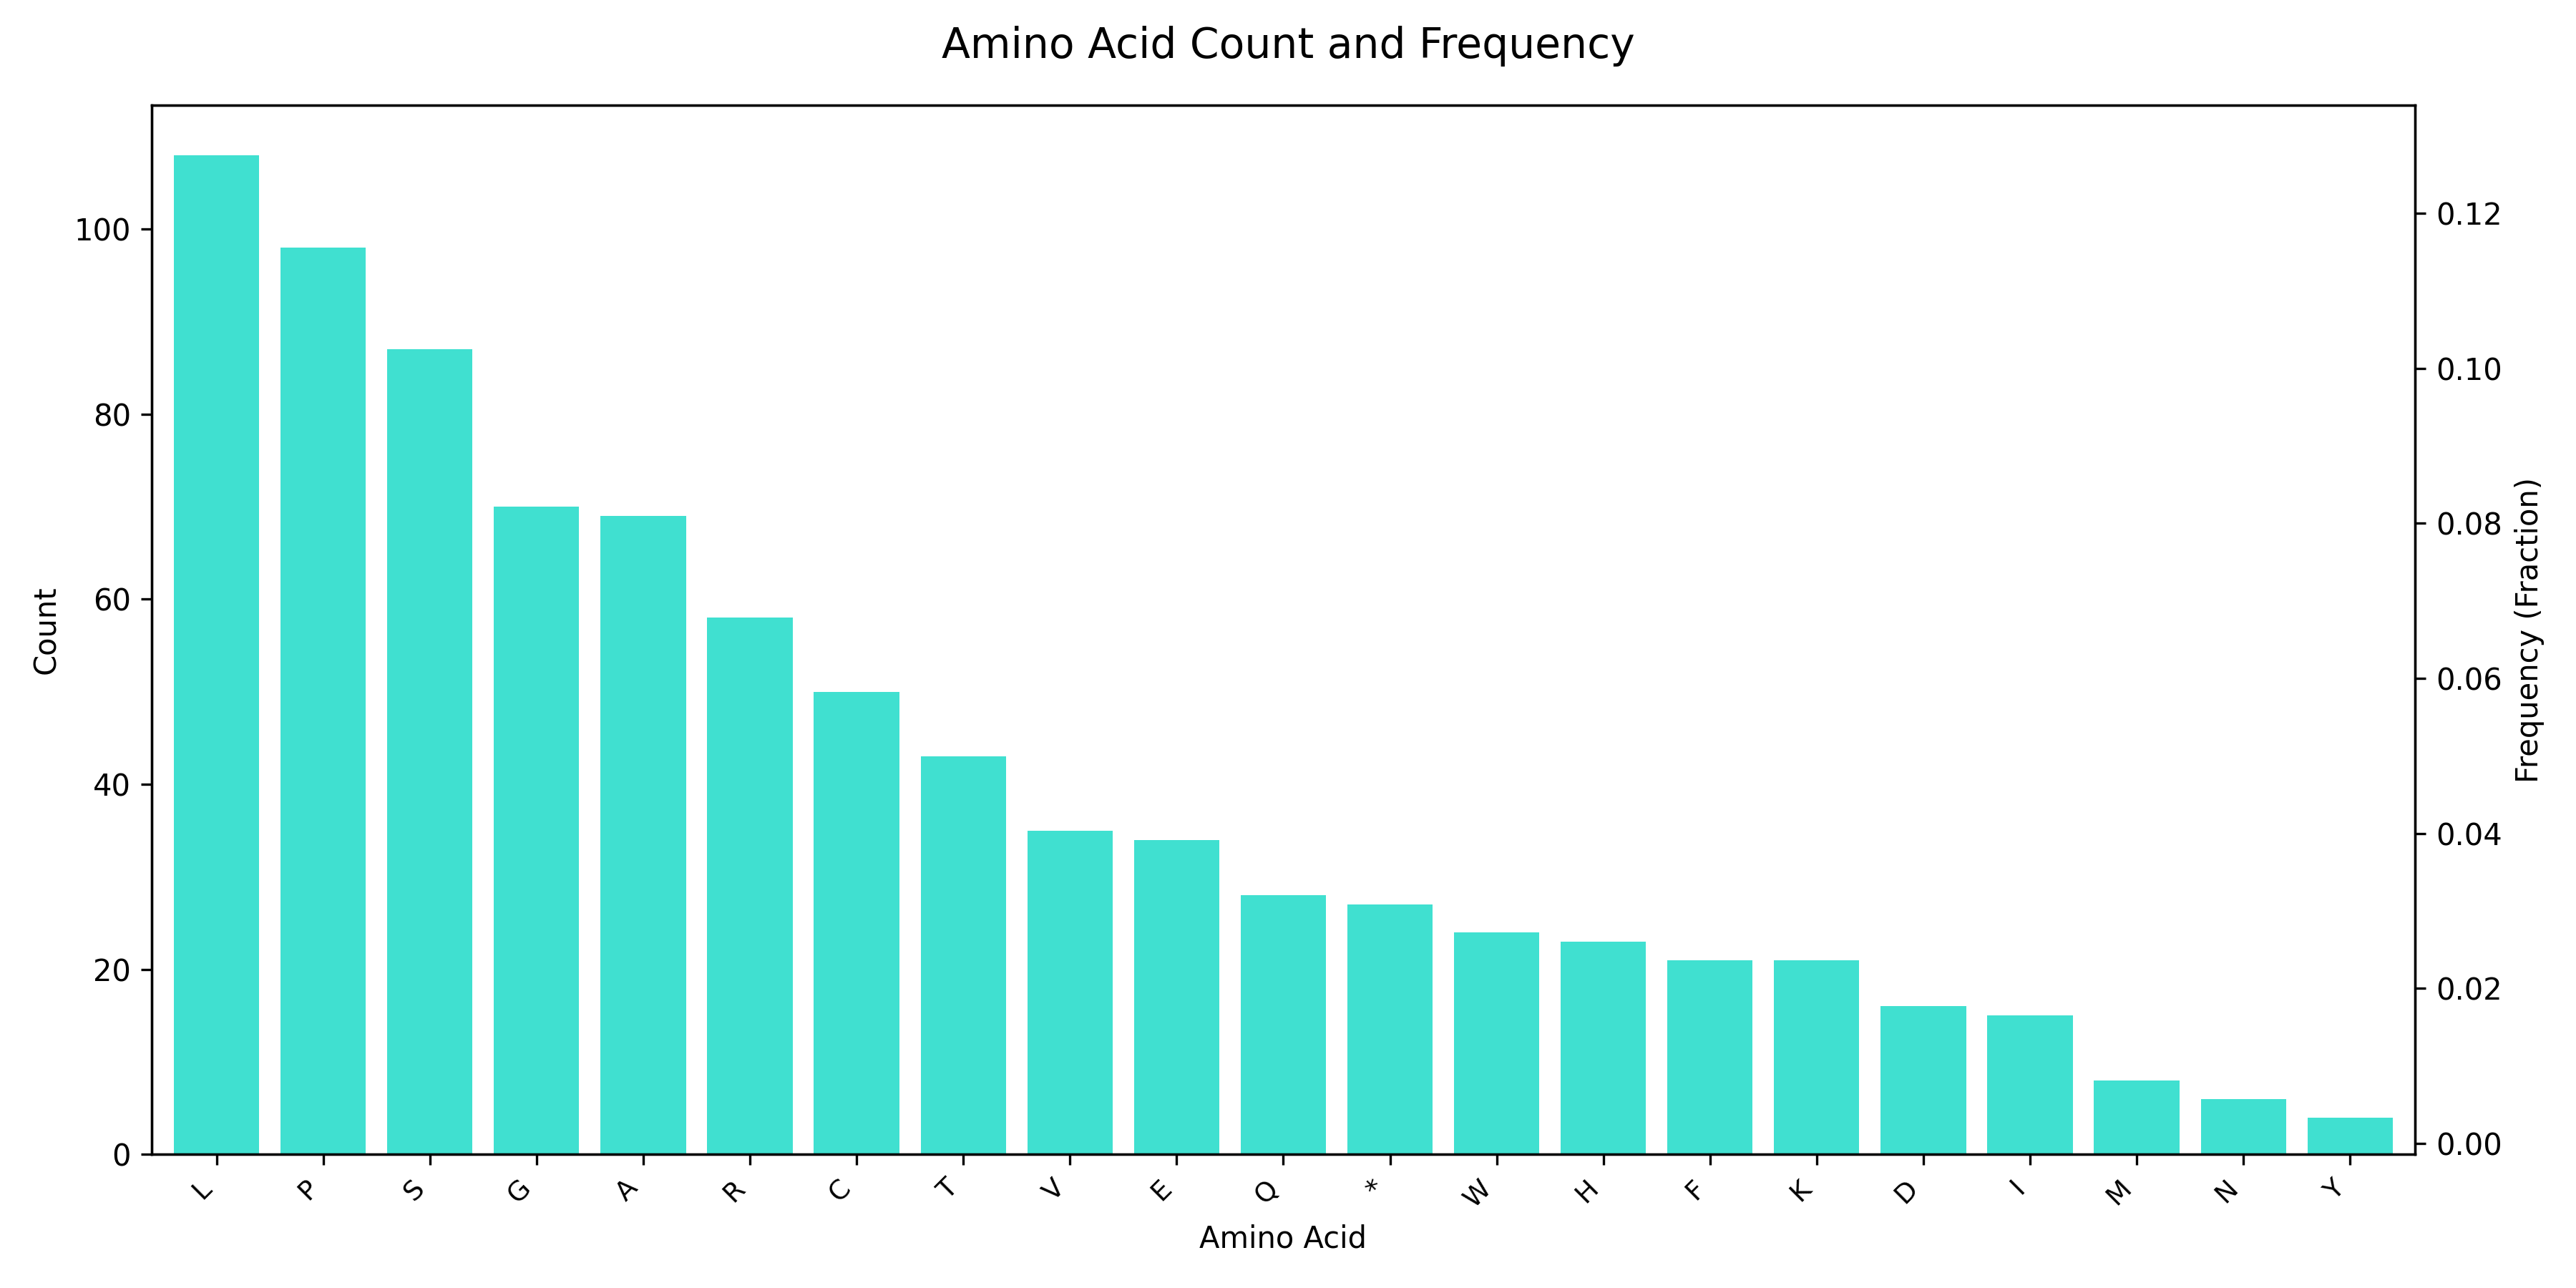 Amino Acid Count and Frequency
Count
100
80
60
40
20
0
0.12
0.10
0.08
0.06
0.04
0.02
0.00
Frequency (Fraction)
L P S G A R C T V E Q * W H F K D I M N Y
Amino Acid